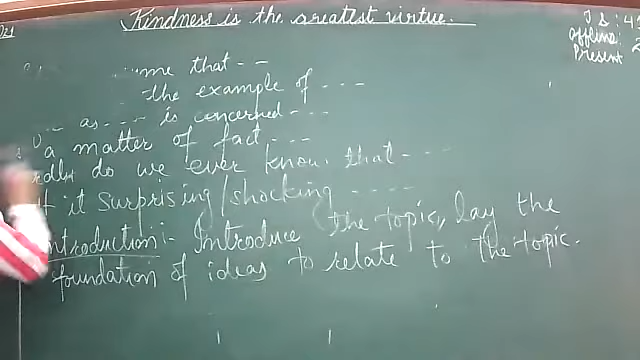 Kindness is the greatest virtue.
I S : 4
Offline: 2
Present
me that --
the example of ---
as --- is concerned ---
a matter of fact ---
do we ever know that ---
it surprising/shocking ----
Introduction :- Introduce the topic, lay the
foundation of ideas to relate to the topic.